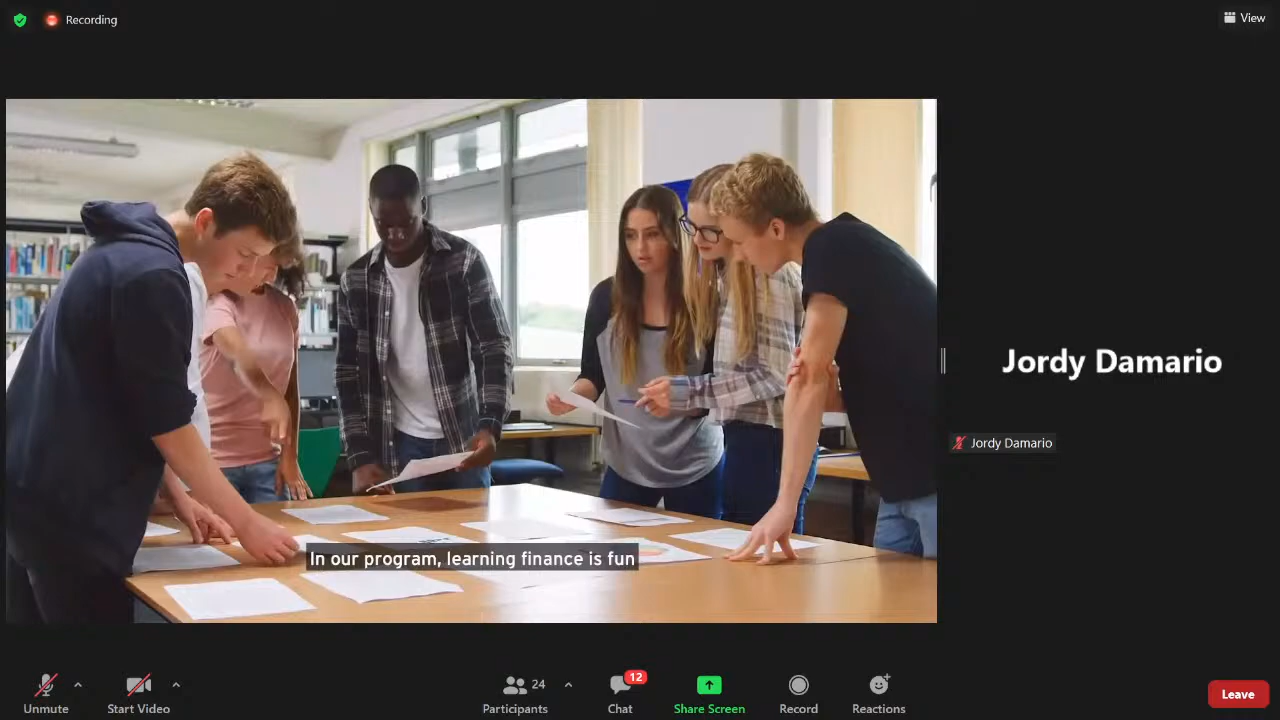 Recording
View
In our program, learning finance is fun
Jordy Damario
Jordy Damario
Unmute
Start Video
24
Participants
12
Chat
Share Screen
Record
Reactions
Leave